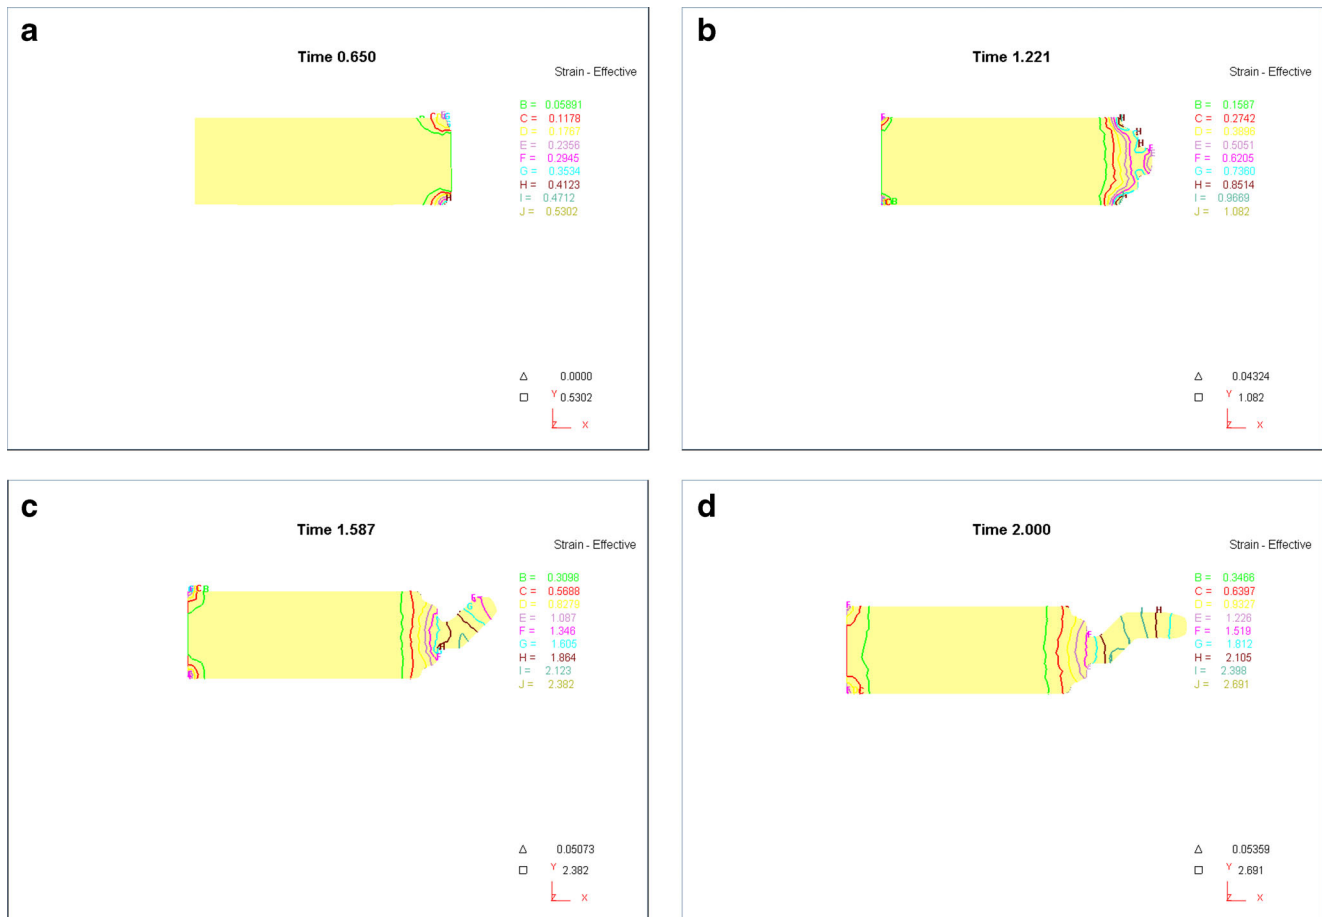 a
Time 0.650
Strain - Effective
B = 0.05891
C = 0.1178
D = 0.1767
E = 0.2356
F = 0.2945
G = 0.3534
H = 0.4123
I = 0.4712
J = 0.5302
C
G
H
△ 0.0000
□ 0.5302
Y
Z X
b
Time 1.221
Strain - Effective
B = 0.1587
C = 0.2742
D = 0.3896
E = 0.5051
F = 0.6205
G = 0.7360
H = 0.8514
I = 0.9669
J = 1.082
F
H
H
H
E
C B
△ 0.04324
□ 1.082
Y
Z X
c
Time 1.587
Strain - Effective
B = 0.3098
C = 0.5688
D = 0.8279
E = 1.087
F = 1.346
G = 1.605
H = 1.864
I = 2.123
J = 2.382
C B
G
H
F
△ 0.05073
□ 2.382
Y
Z X
d
Time 2.000
Strain - Effective
B = 0.3466
C = 0.6397
D = 0.9327
E = 1.226
F = 1.519
G = 1.812
H = 2.105
I = 2.398
J = 2.691
H
F
C
△ 0.05359
□ 2.691
Y
Z X